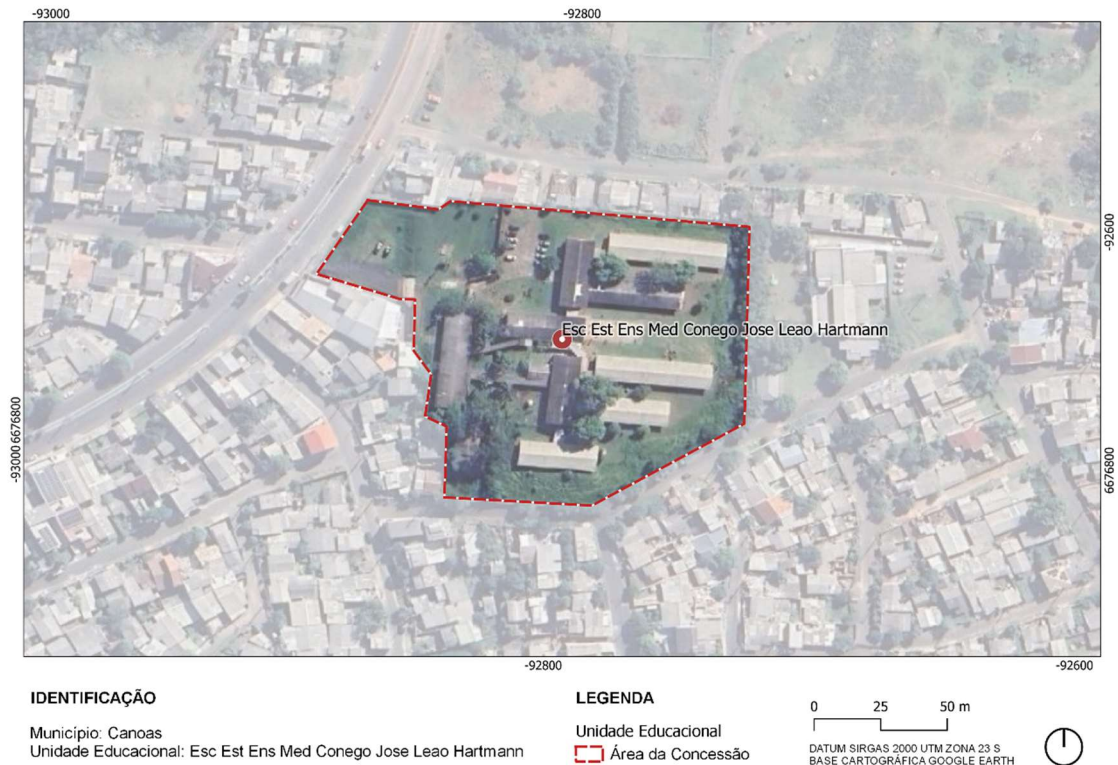 -93000
-92800
-92600
Esc Est Ens Med Conego Jose Leao Hartmann
-93000 6676800
6676800
-92800
-92600
IDENTIFICAÇÃO
Município: Canoas
Unidade Educacional: Esc Est Ens Med Conego Jose Leao Hartmann
LEGENDA
Unidade Educacional
Área da Concessão
0 25 50 m
DATUM SIRGAS 2000 UTM ZONA 23 S
BASE CARTOGRÁFICA GOOGLE EARTH